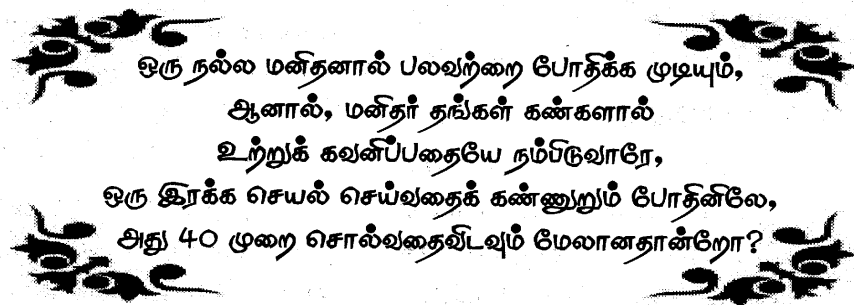 ஒரு நல்ல மனிதனால் பலவற்றை போதிக்க முடியும்,
ஆனால், மனிதர் தங்கள் கண்களால்
உற்றுக் கவனிப்பதையே நம்பிடுவாரே,
ஒரு இரக்க செயல் செய்வதைக் கண்ணுறும் போதினிலே,
அது 40 முறை சொல்வதைவிடவும் மேலானதான்றோ?